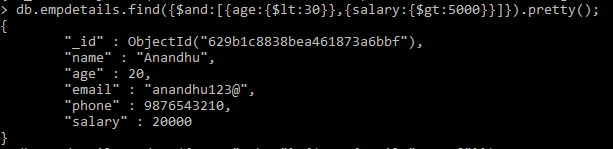 > db.empdetails.find({$and:[{age:{$lt:30}},{salary:{$gt:5000}}]}).pretty();
{
"_id" : ObjectId("629b1c8838bea461873a6bbf"),
"name" : "Anandhu",
"age" : 20,
"email" : "anandhu123@",
"phone" : 9876543210,
"salary" : 20000
}